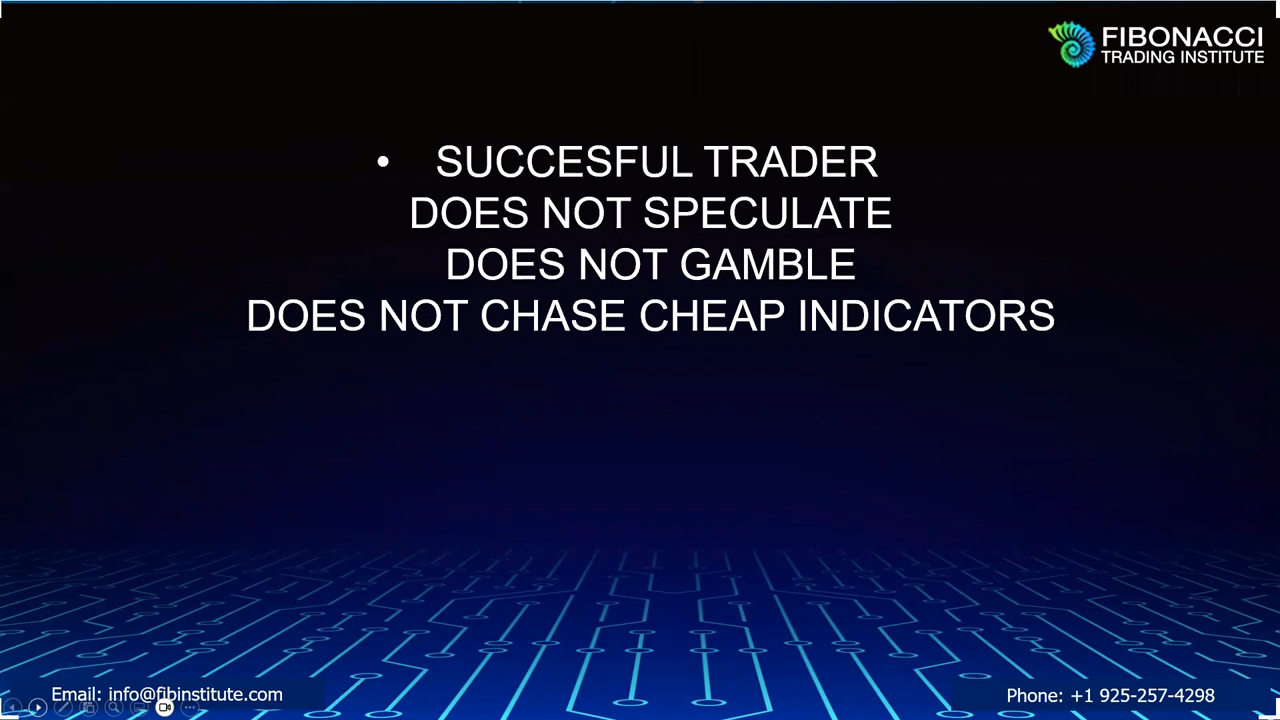 FIBONACCI
TRADING INSTITUTE
• SUCCESFUL TRADER
DOES NOT SPECULATE
DOES NOT GAMBLE
DOES NOT CHASE CHEAP INDICATORS
Email: info@fibinstitute.com
Phone: +1 925-257-4298